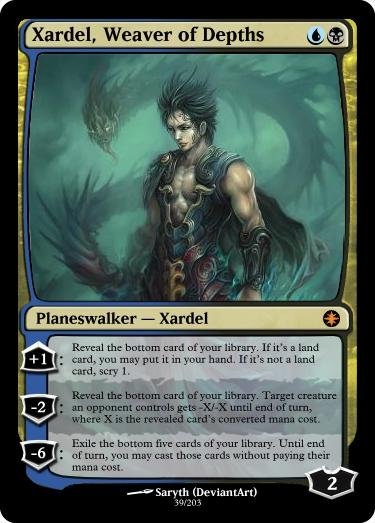 Xardel, Weaver of Depths
Planeswalker — Xardel
+1: Reveal the bottom card of your library. If it's a land
card, you may put it in your hand. If it's not a land
card, scry 1.
-2: Reveal the bottom card of your library. Target creature
an opponent controls gets -X/-X until end of turn,
where X is the revealed card's converted mana cost.
-6: Exile the bottom five cards of your library. Until end
of turn, you may cast those cards without paying their
mana cost.
2
Saryth (DeviantArt)
39/203